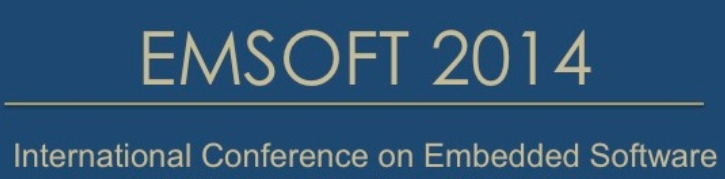 EMSOFT 2014
International Conference on Embedded Software